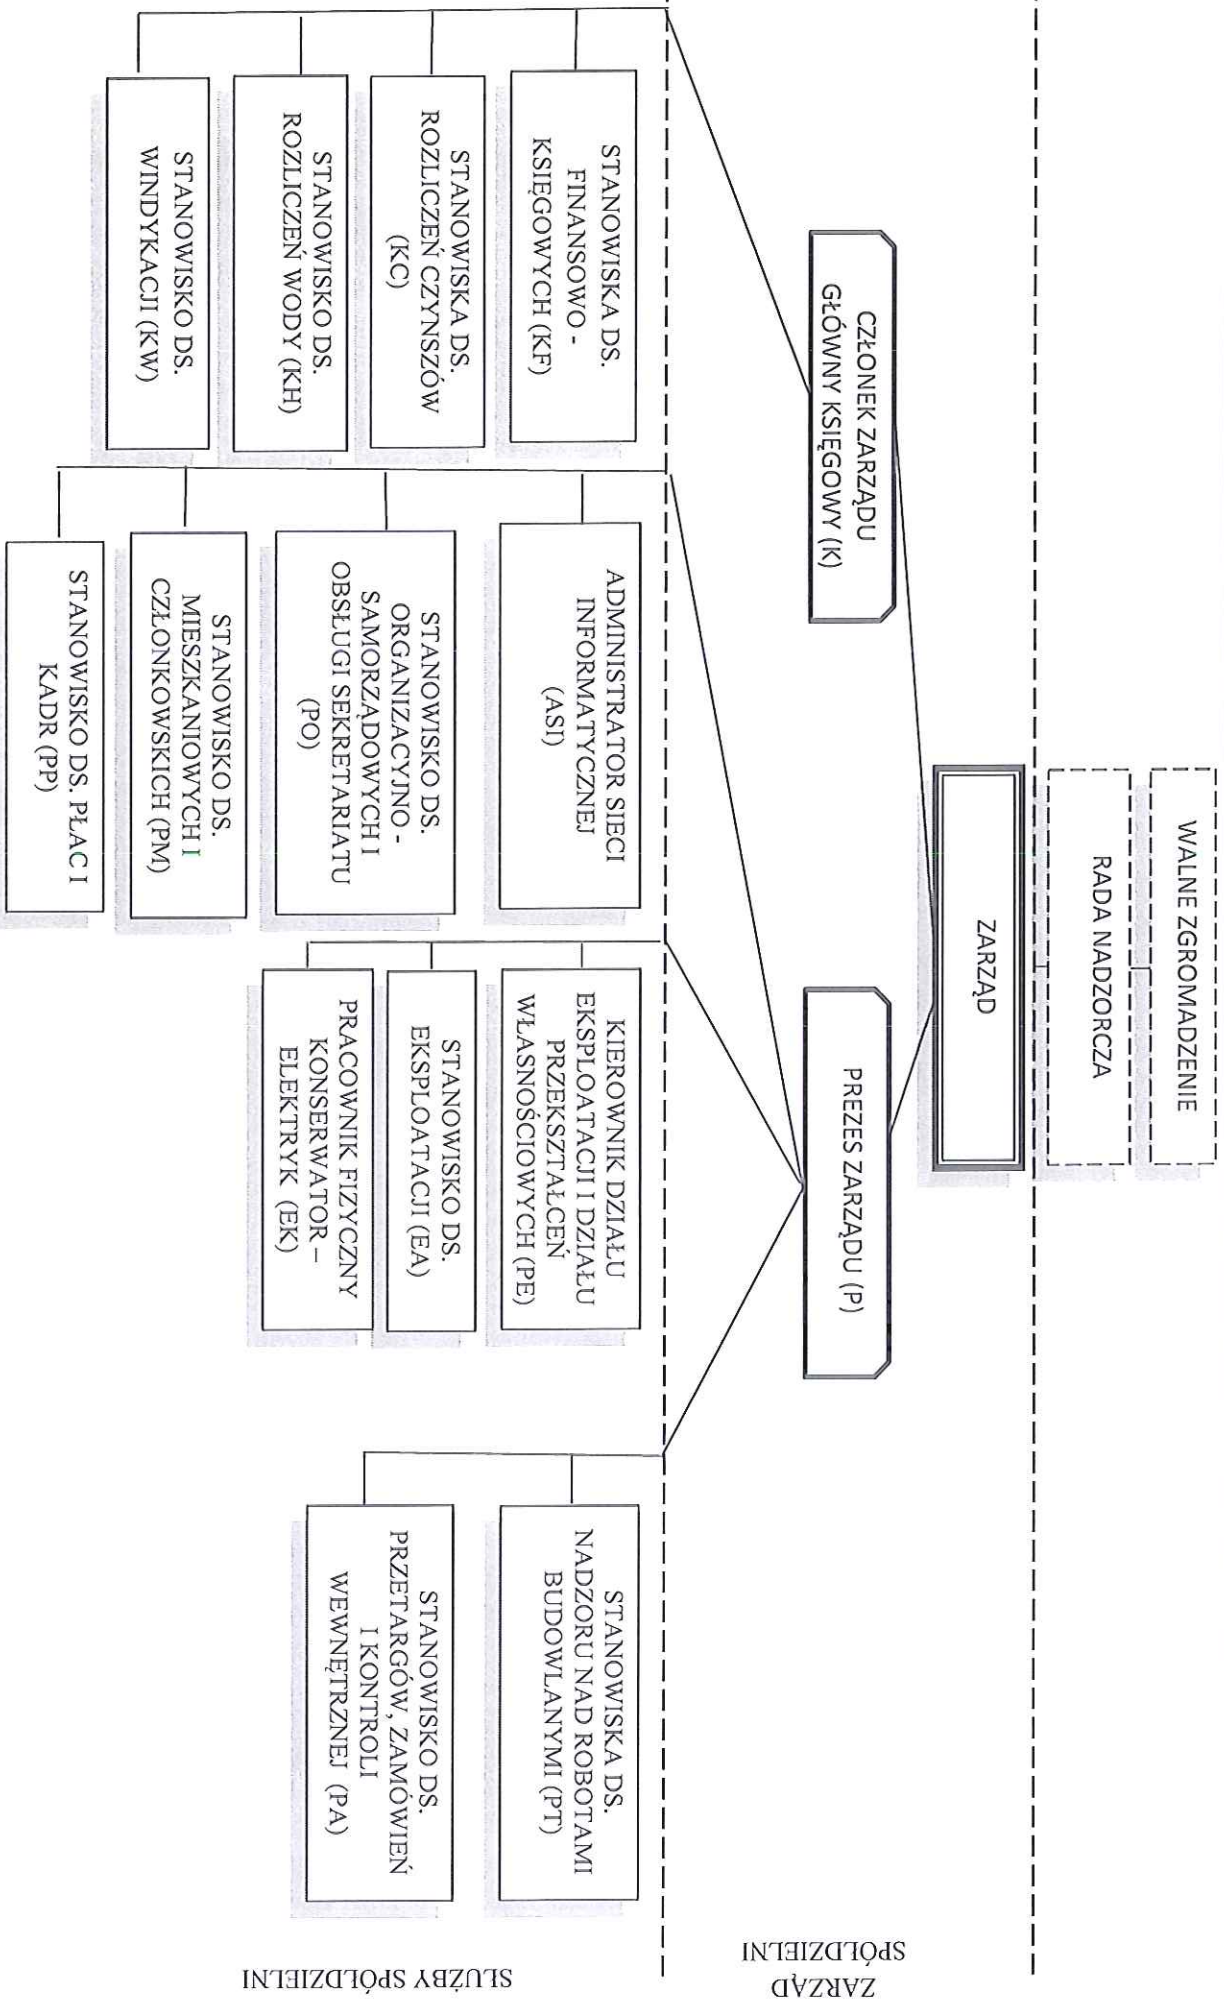 WALNE ZGROMADZENIE
RADA NADZORCZA
ZARZĄD
CZŁONEK ZARZĄDU
GŁÓWNY KSIĘGOWY (K)
PREZES ZARZĄDU (P)
ZARZĄD
SPÓŁDZIELNI
STANOWISKA DS.
FINANSOWO -
KSIĘGOWYCH (KF)
STANOWISKA DS.
ROZLICZEŃ CZYNSZÓW
(KC)
STANOWISKO DS.
ROZLICZEŃ WODY (KH)
STANOWISKO DS.
WINDYKACJI (KW)
ADMINISTRATOR SIECI
INFORMATYCZNEJ
(ASI)
STANOWISKO DS.
ORGANIZACYJNO -
SAMORZĄDOWYCH I
OBSŁUGI SEKRETARIATU
(PO)
STANOWISKO DS.
MIESZKANIOWYCH I
CZŁONKOWSKICH (PM)
STANOWISKO DS. PŁAC I
KADR (PP)
KIEROWNIK DZIAŁU
EKSPLOATACJI I DZIAŁU
PRZEKSZTAŁCEŃ
WŁASNOŚCIOWYCH (PE)
STANOWISKO DS.
EKSPLOATACJI (EA)
PRACOWNIK FIZYCZNY
KONSERWATOR –
ELEKTRYK (EK)
STANOWISKA DS.
NADZORU NAD ROBOTAMI
BUDOWLANYMI (PT)
STANOWISKO DS.
PRZETARGÓW, ZAMÓWIEŃ
I KONTROLI
WEWNĘTRZNEJ (PA)
SŁUŻBY SPÓŁDZIELNI